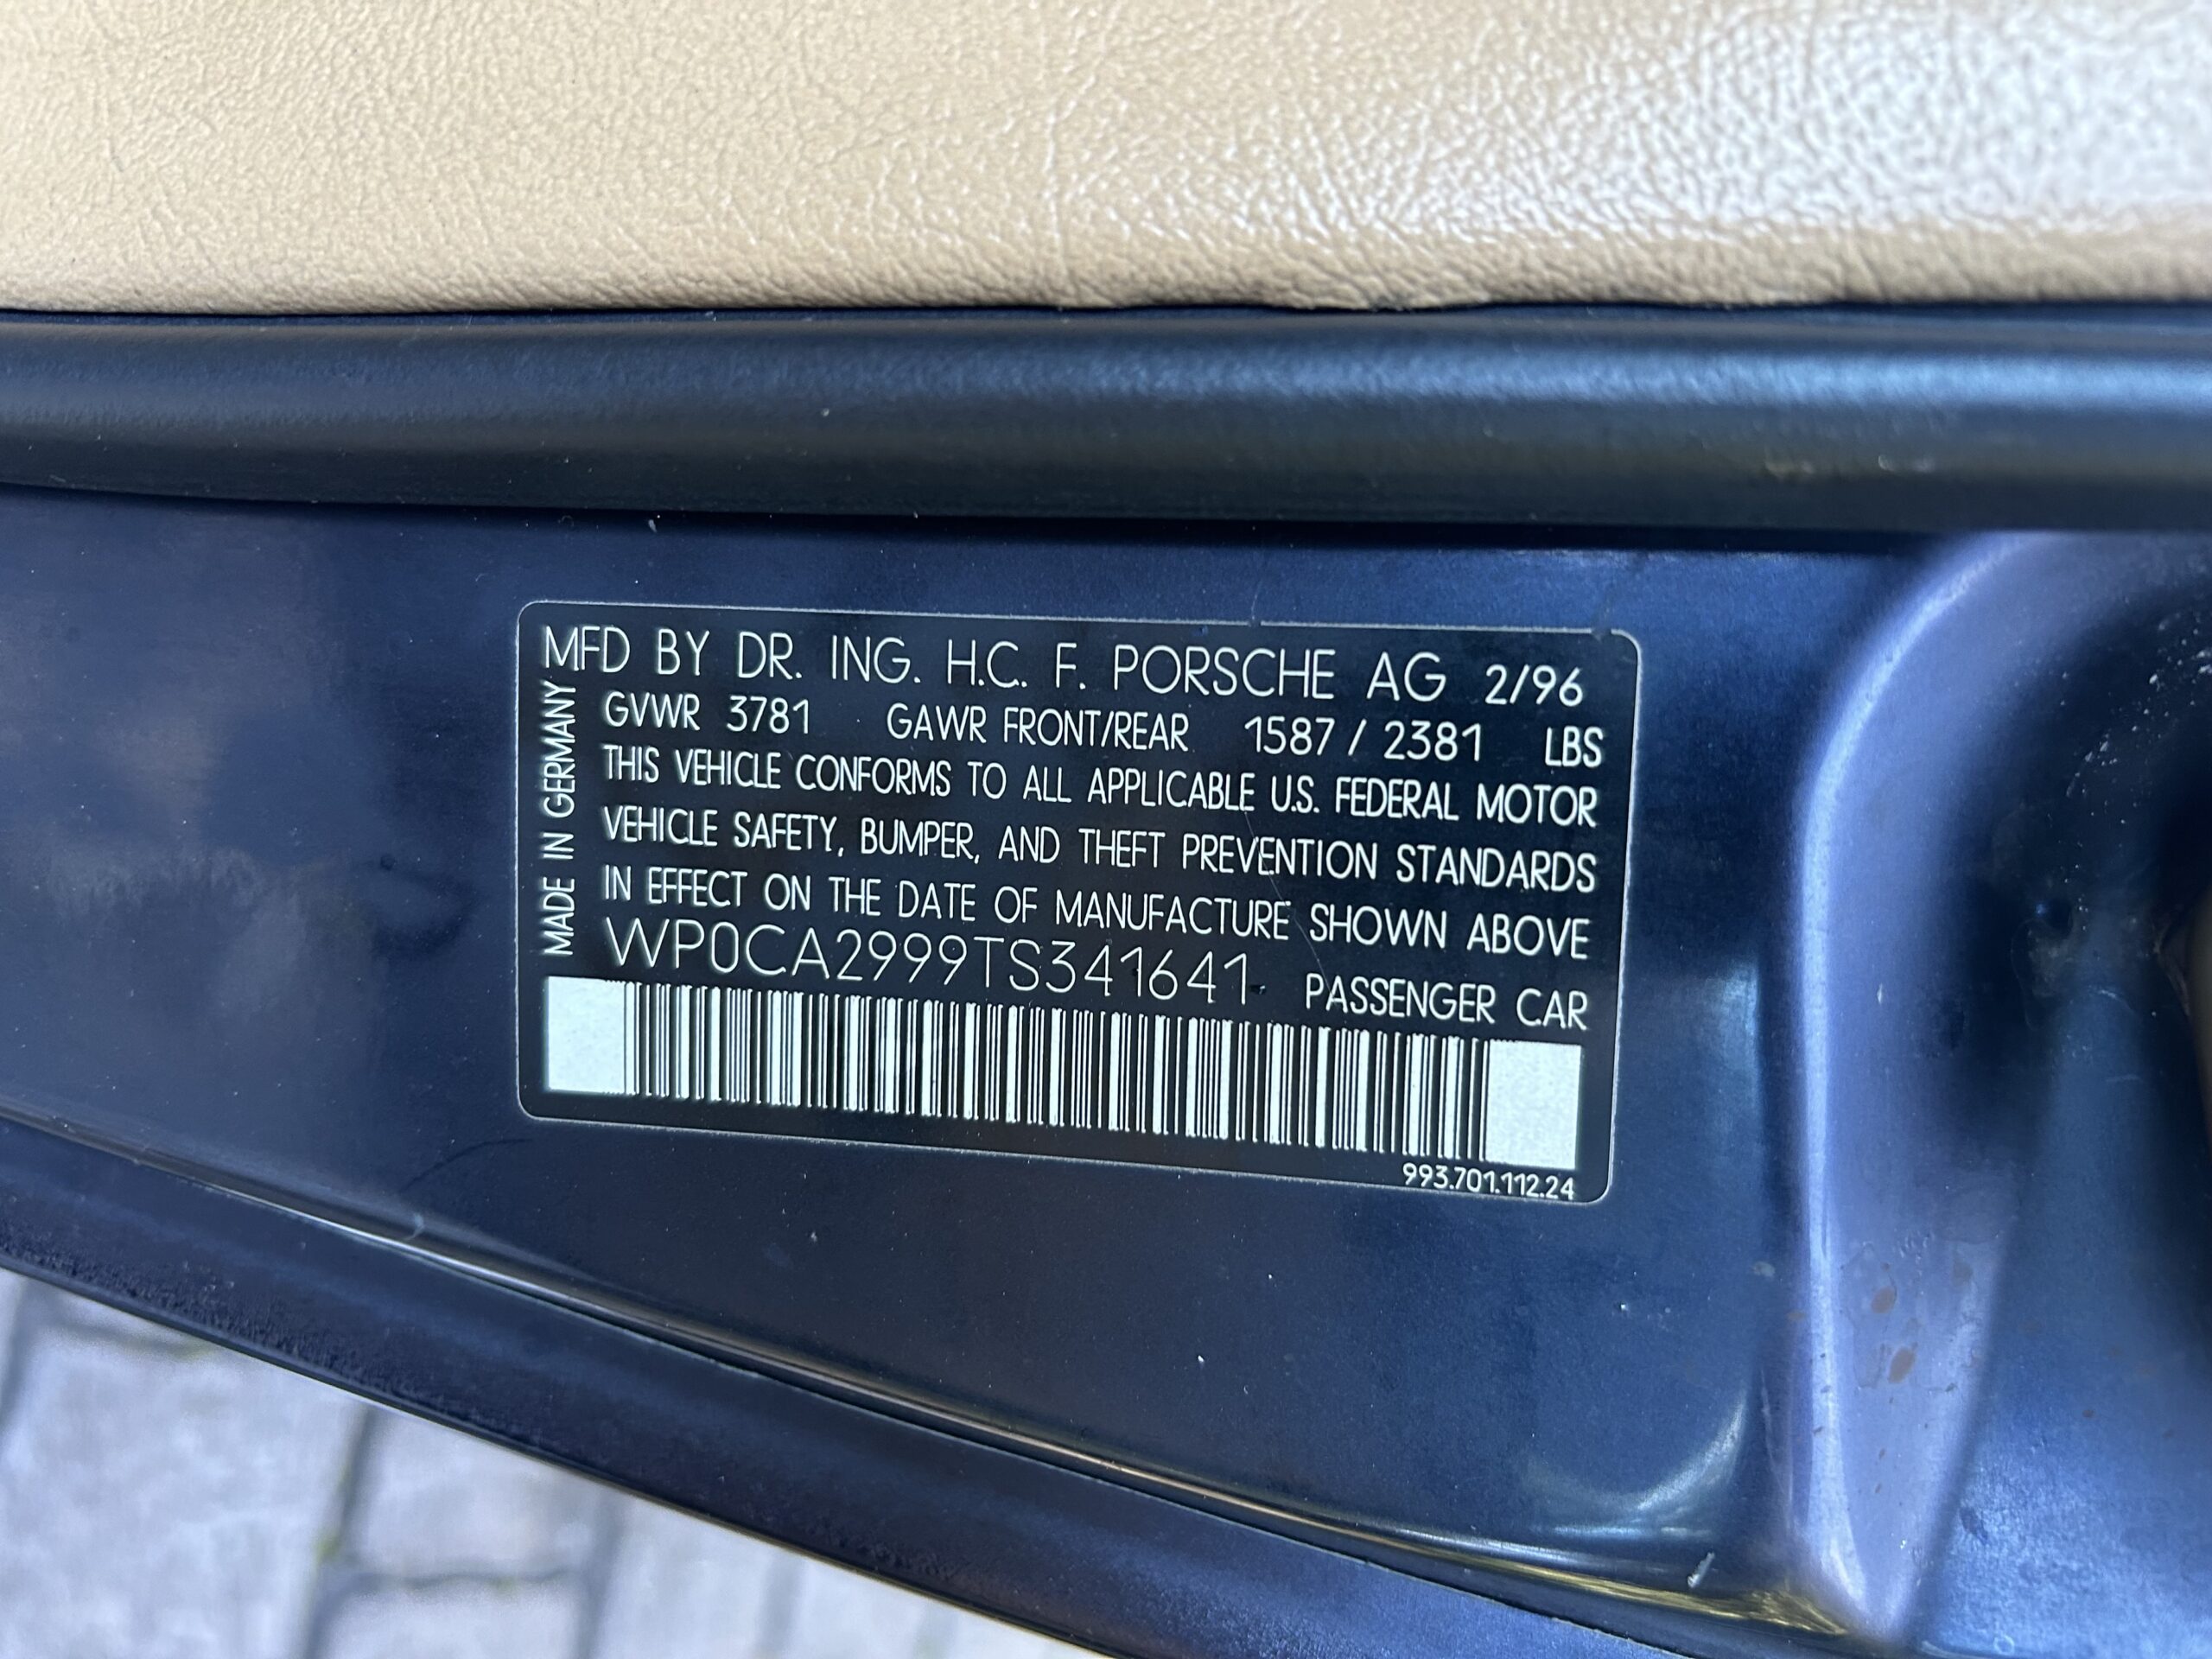 MFD BY DR. ING. H.C. F. PORSCHE AG 2/96
MADE IN GERMANY
GVWR 3781 GAWR FRONT/REAR 1587 / 2381 LBS
THIS VEHICLE CONFORMS TO ALL APPLICABLE U.S. FEDERAL MOTOR
VEHICLE SAFETY, BUMPER, AND THEFT PREVENTION STANDARDS
IN EFFECT ON THE DATE OF MANUFACTURE SHOWN ABOVE
WP0CA2999TS341641 PASSENGER CAR
993.701.112.24